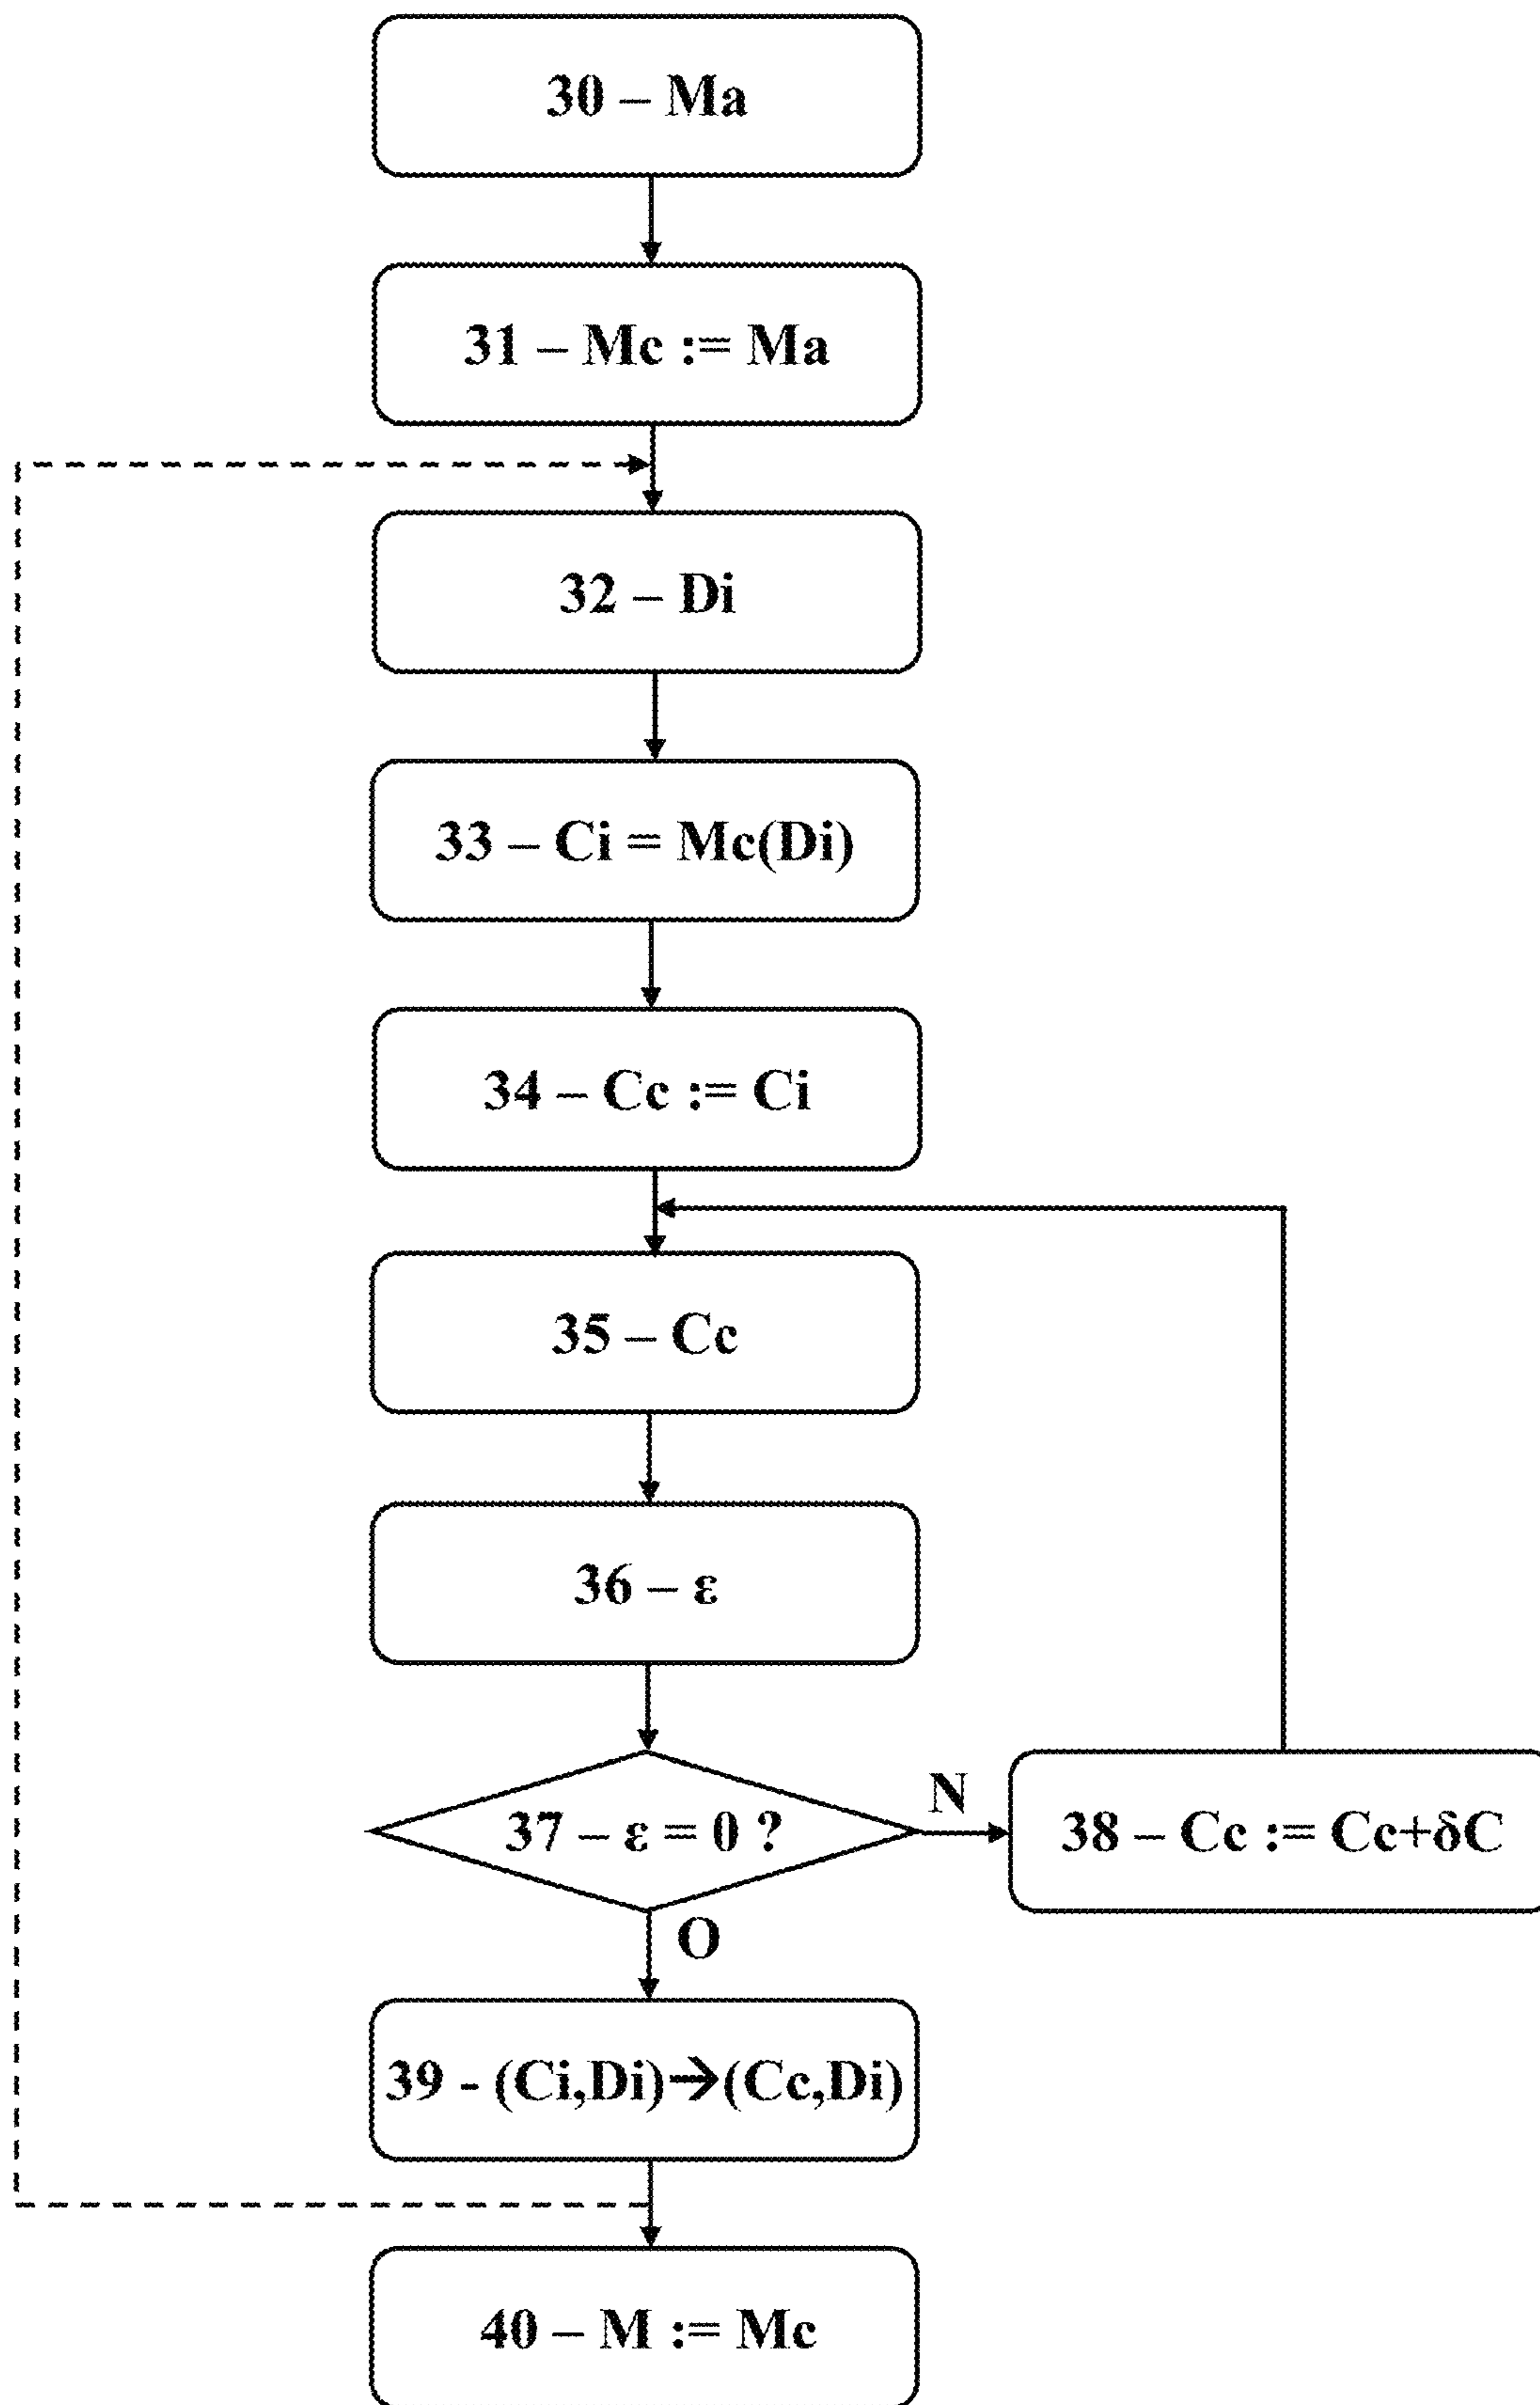 30 – Ma
31 – Mc := Ma
32 – Di
33 – Ci = Mc(Di)
34 – Cc := Ci
35 – Cc
36 – ε
37 – ε = 0 ?
N
38 – Cc := Cc+δC
O
39 - (Ci,Di)→(Cc,Di)
40 – M := Mc